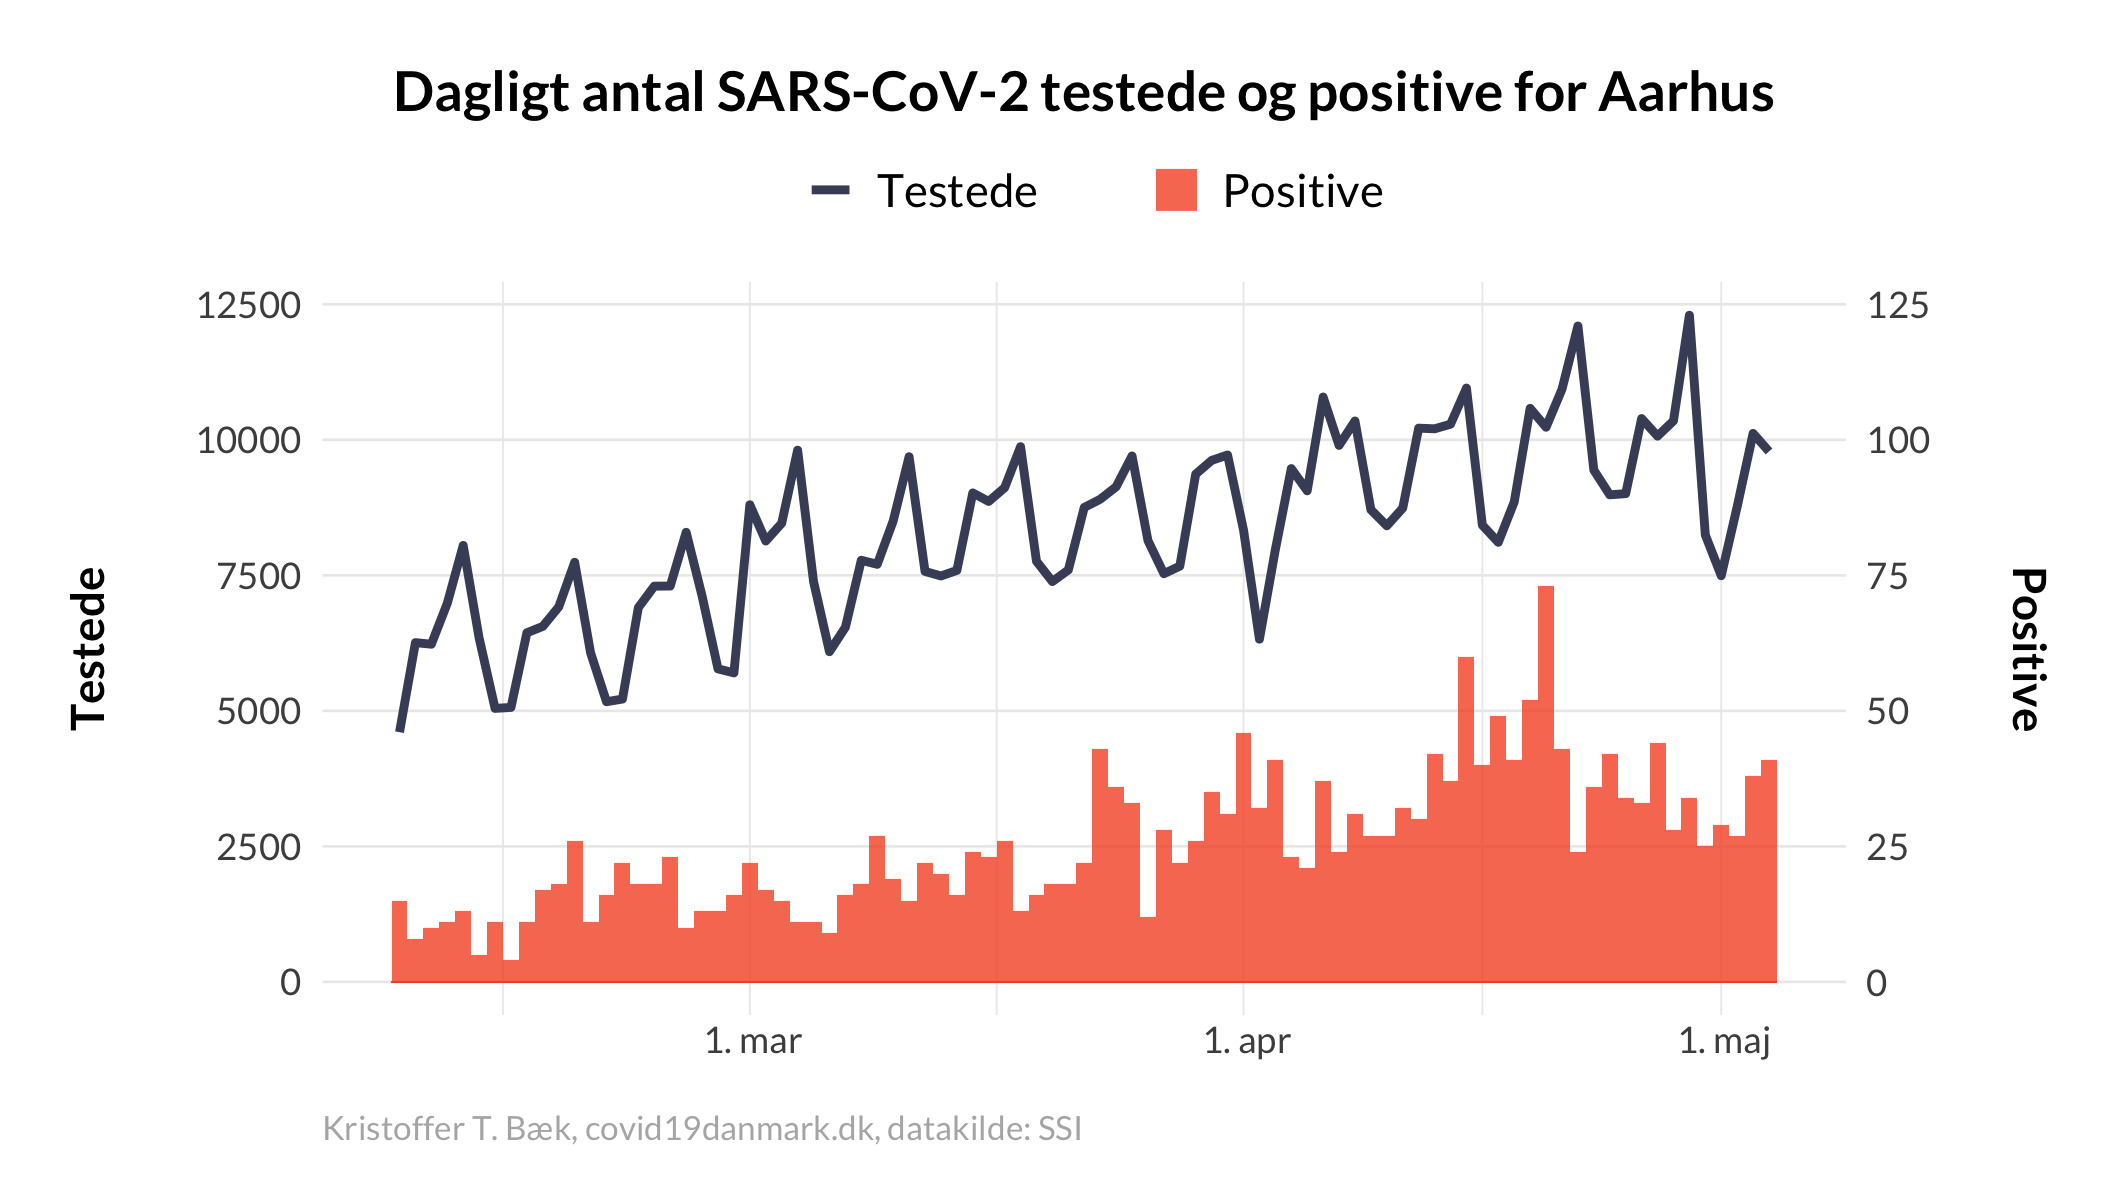 Dagligt antal SARS-CoV-2 testede og positive for Aarhus
Testede
Positive
12500
10000
7500
5000
2500
0
Testede
125
100
75
50
25
0
Positive
1. mar
1. apr
1. maj
Kristoffer T. Bæk, covid19danmark.dk, datakilde: SSI